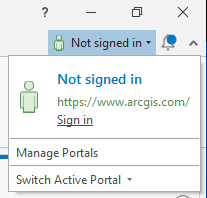 Not signed in
Not signed in
https://www.arcgis.com/
Sign in
Manage Portals
Switch Active Portal